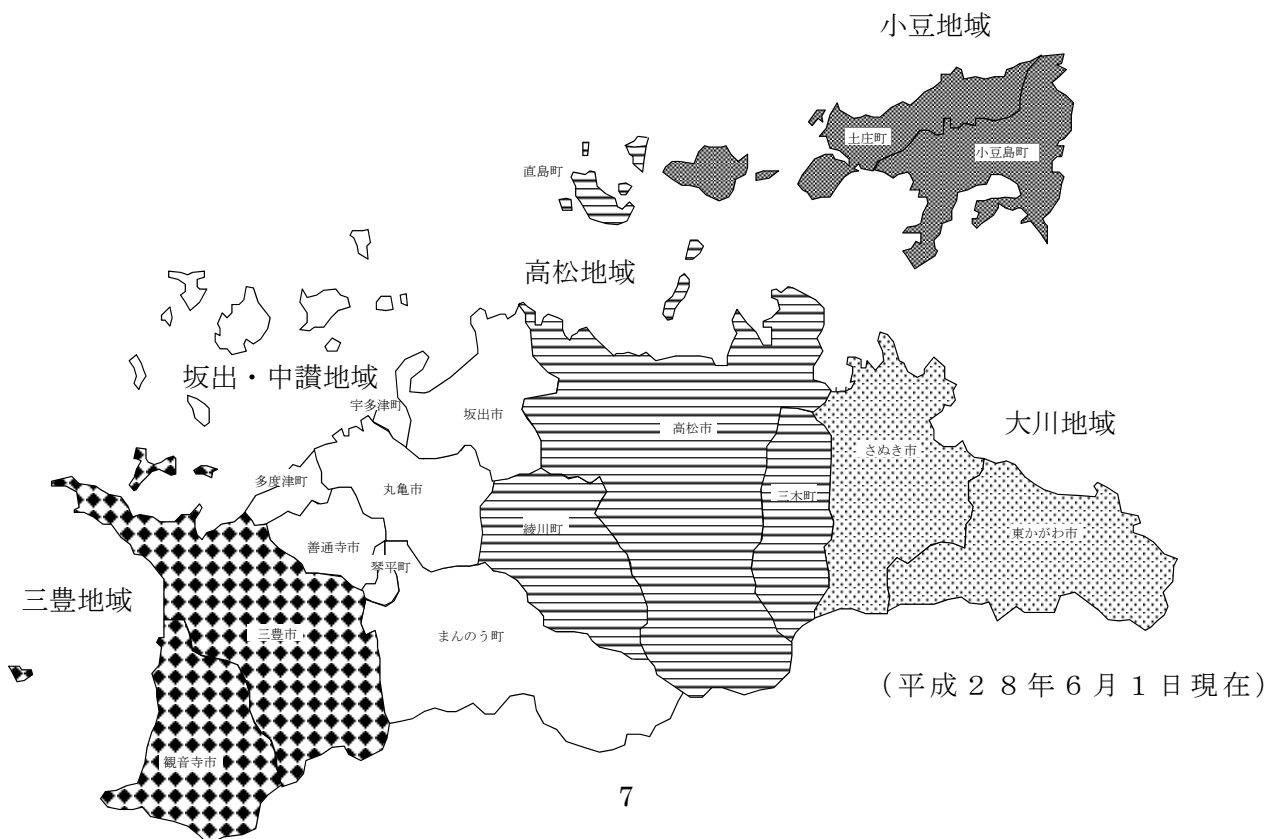 小豆地域
土庄町
小豆島町
直島町
高松地域
坂出・中讃地域
宇多津町
坂出市
高松市
大川地域
さぬき市
多度津町
丸亀市
三木町
綾川町
東かがわ市
善通寺市
琴平町
三豊地域
三豊市
まんのう町
(平成28年6月1日現在)
観音寺市
7